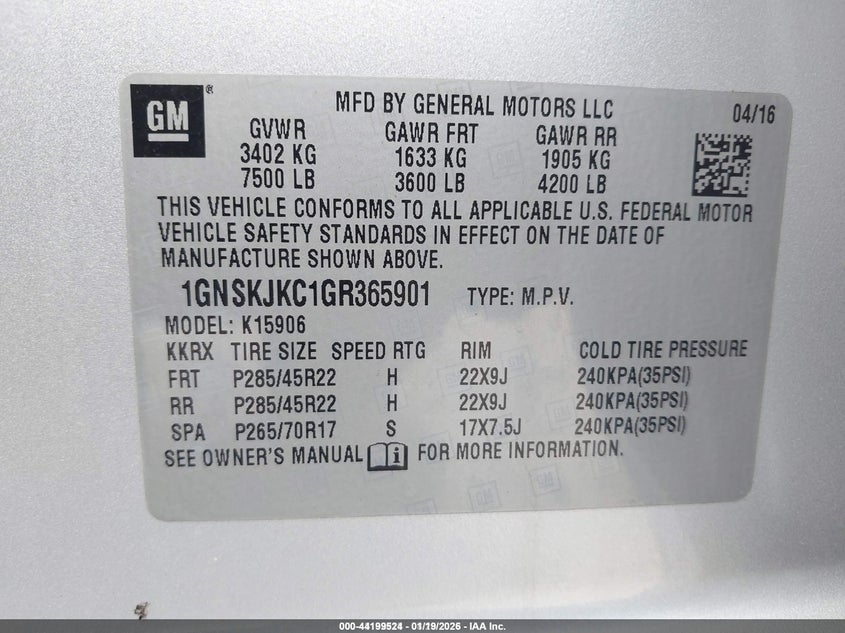 GM®
MFD BY GENERAL MOTORS LLC 04/16
GVWR GAWR FRT GAWR RR
3402 KG 1633 KG 1905 KG
7500 LB 3600 LB 4200 LB
THIS VEHICLE CONFORMS TO ALL APPLICABLE U.S. FEDERAL MOTOR
VEHICLE SAFETY STANDARDS IN EFFECT ON THE DATE OF
MANUFACTURE SHOWN ABOVE.
1GNSKJKC1GR365901 TYPE: M.P.V.
MODEL: K15906
KKRX TIRE SIZE SPEED RTG RIM COLD TIRE PRESSURE
FRT P285/45R22 H 22X9J 240KPA(35PSI)
RR P285/45R22 H 22X9J 240KPA(35PSI)
SPA P265/70R17 S 17X7.5J 240KPA(35PSI)
SEE OWNER'S MANUAL i FOR MORE INFORMATION.
000-44199524 - 01/19/2026 - IAA Inc.